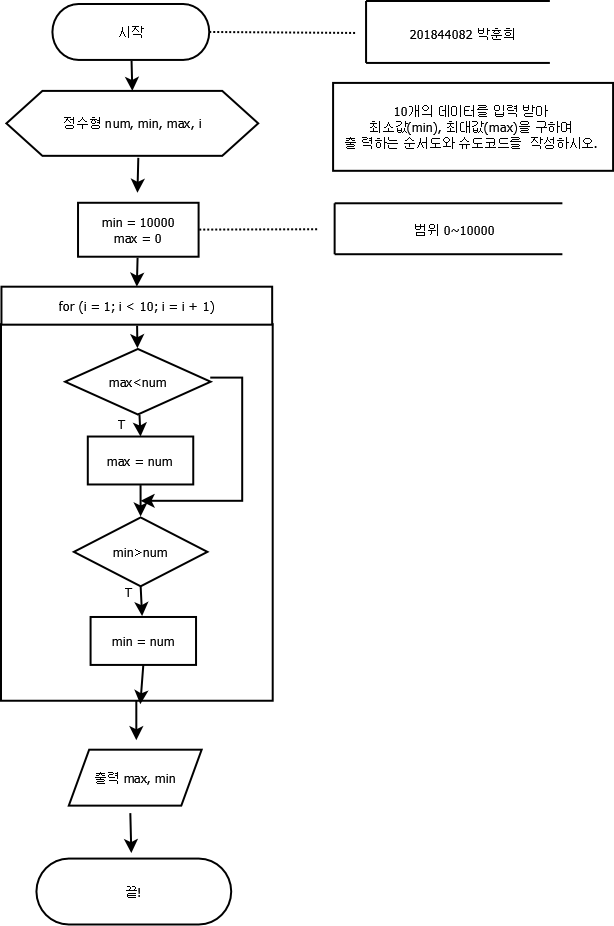 시작
201844082 박훈희
정수형 num, min, max, i
10개의 데이터를 입력 받아
최소값(min), 최대값(max)을 구하여
출 력하는 순서도와 슈도코드를 작성하시오.
min = 10000
max = 0
범위 0~10000
for (i = 1; i < 10; i = i + 1)
max<num
T
max = num
min>num
T
min = num
출력 max, min
끝!